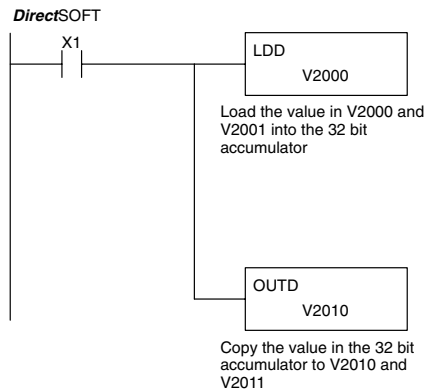 DirectSOFT
X1
LDD
V2000
Load the value in V2000 and
V2001 into the 32 bit
accumulator
OUTD
V2010
Copy the value in the 32 bit
accumulator to V2010 and
V2011